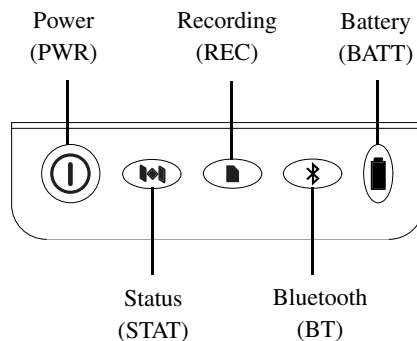 Power
(PWR)
Recording
(REC)
Battery
(BATT)
Status
(STAT)
Bluetooth
(BT)